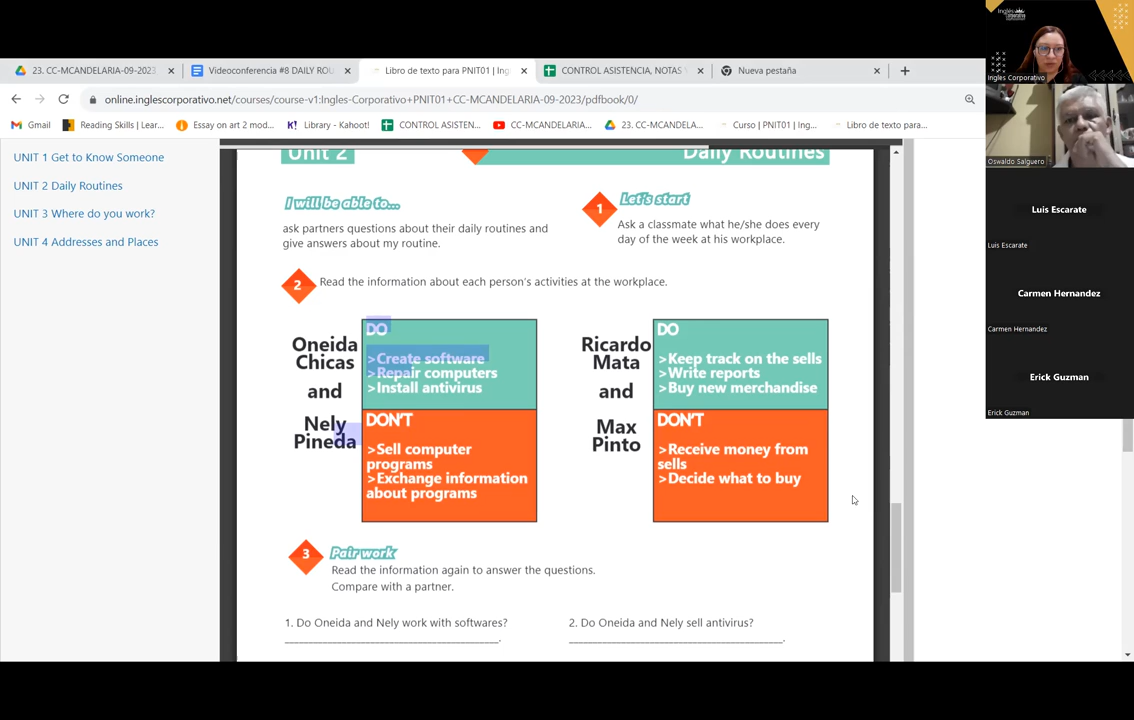 Inglés
Corporativo
Ingles Corporativo
23. CC-MCANDELARIA-09-2023
Videoconferencia #8 DAILY ROU
Libro de texto para PNIT01 | Ing
CONTROL ASISTENCIA, NOTAS Y
Nueva pestaña
online.inglescorporativo.net/courses/course-v1:Ingles-Corporativo+PNIT01+CC-MCANDELARIA-09-2023/pdfbook/0/
Gmail
Reading Skills | Lear...
Essay on art 2 mod...
Library - Kahoot!
CONTROL ASISTEN...
CC-MCANDELARIA...
23. CC-MCANDELA...
Curso | PNIT01 | Ing...
Libro de texto para...
Oswaldo Salguero
Luis Escarate
Luis Escarate
Carmen Hernandez
Carmen Hernandez
Erick Guzman
Erick Guzman
UNIT 1 Get to Know Someone
UNIT 2 Daily Routines
UNIT 3 Where do you work?
UNIT 4 Addresses and Places
Unit 2
Daily Routines
I will be able to...
ask partners questions about their daily routines and
give answers about my routine.
1
Let's start
Ask a classmate what he/she does every
day of the week at his workplace.
2
Read the information about each person's activities at the workplace.
Oneida
Chicas
and
Nely
Pineda
DO
>Create software
>Repair computers
>Install antivirus
DON'T
>Sell computer
programs
>Exchange information
about programs
Ricardo
Mata
and
Max
Pinto
DO
>Keep track on the sells
>Write reports
>Buy new merchandise
DON'T
>Receive money from
sells
>Decide what to buy
3
Pair work
Read the information again to answer the questions.
Compare with a partner.
1. Do Oneida and Nely work with softwares?
2. Do Oneida and Nely sell antivirus?